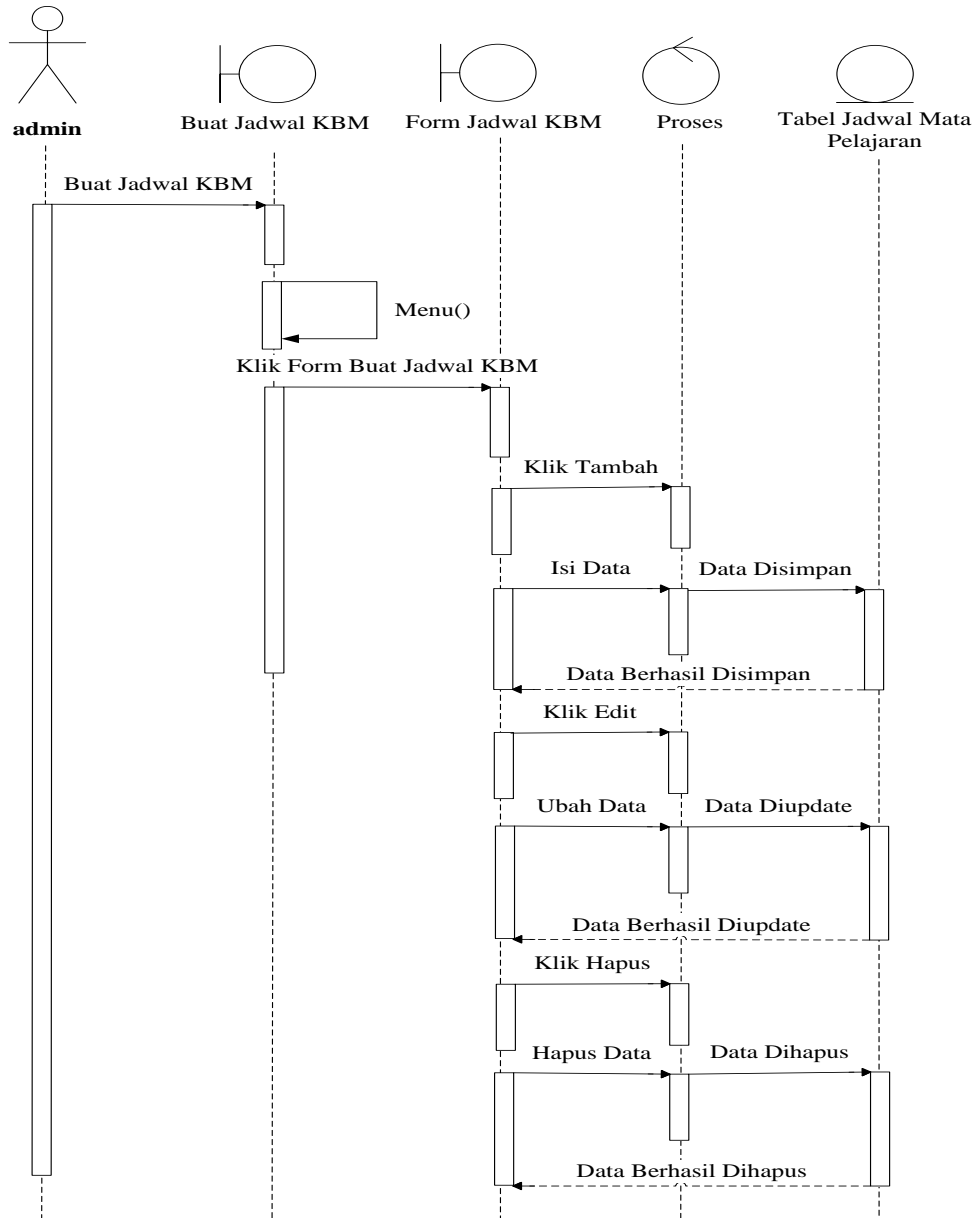 admin
Buat Jadwal KBM
Form Jadwal KBM
Proses
Tabel Jadwal Mata
Pelajaran
Buat Jadwal KBM
Menu()
Klik Form Buat Jadwal KBM
Klik Tambah
Isi Data
Data Disimpan
Data Berhasil Disimpan
Klik Edit
Ubah Data
Data Diupdate
Data Berhasil Diupdate
Klik Hapus
Hapus Data
Data Dihapus
Data Berhasil Dihapus